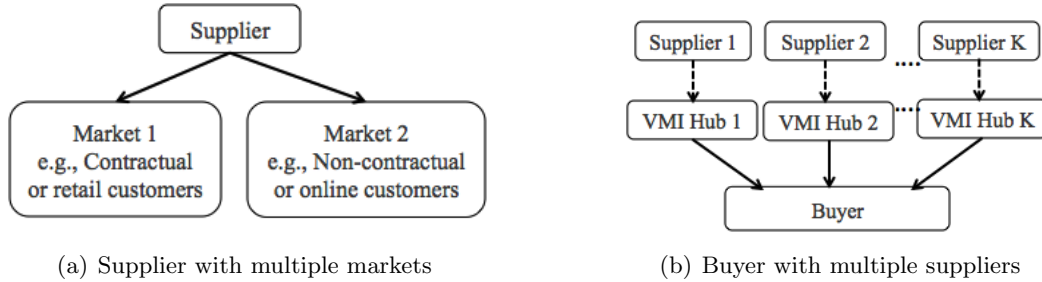 Supplier
Market 1
e.g., Contractual
or retail customers
Market 2
e.g., Non-contractual
or online customers
(a) Supplier with multiple markets
Supplier 1
Supplier 2
....
Supplier K
VMI Hub 1
VMI Hub 2
....
VMI Hub K
Buyer
(b) Buyer with multiple suppliers